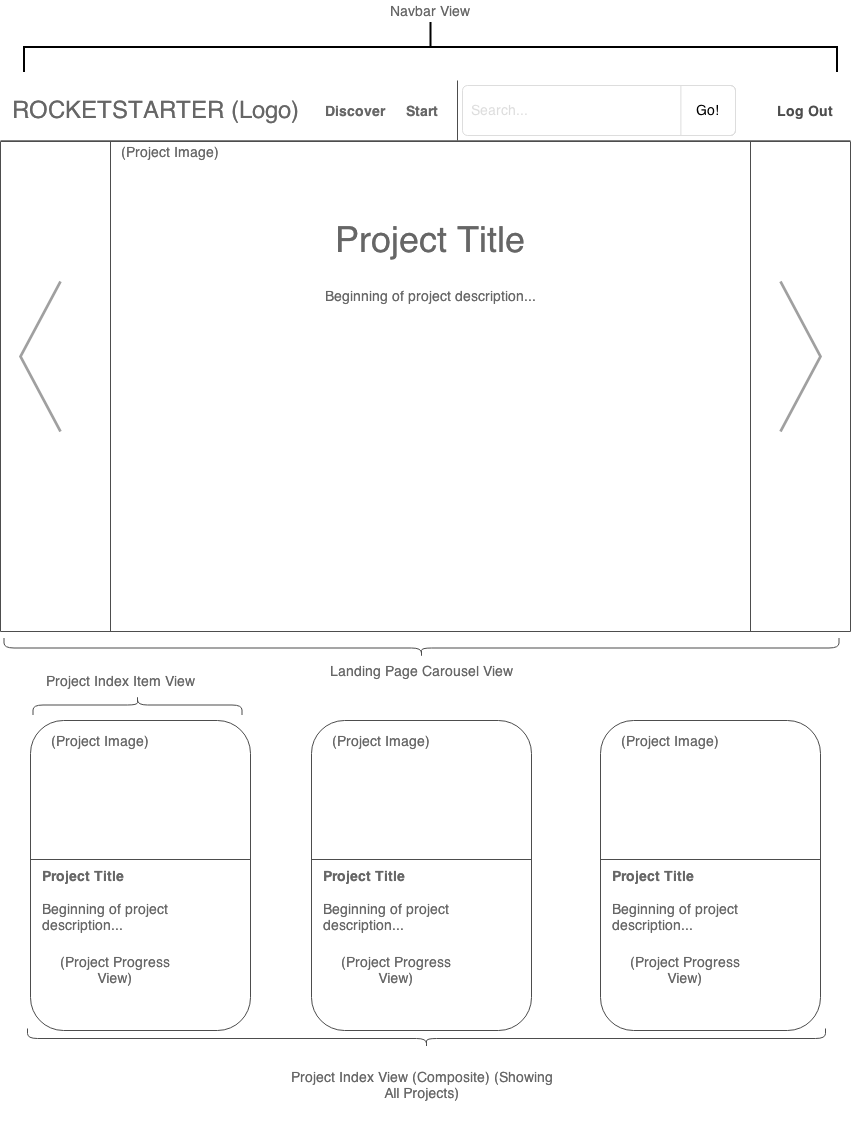 Navbar View
ROCKETSTARTER (Logo)
Discover
Start
Search...
Go!
Log Out
(Project Image)
Project Title
Beginning of project description...
Landing Page Carousel View
Project Index Item View
(Project Image)
Project Title
Beginning of project
description...
(Project Progress
View)
(Project Image)
Project Title
Beginning of project
description...
(Project Progress
View)
(Project Image)
Project Title
Beginning of project
description...
(Project Progress
View)
Project Index View (Composite) (Showing
All Projects)